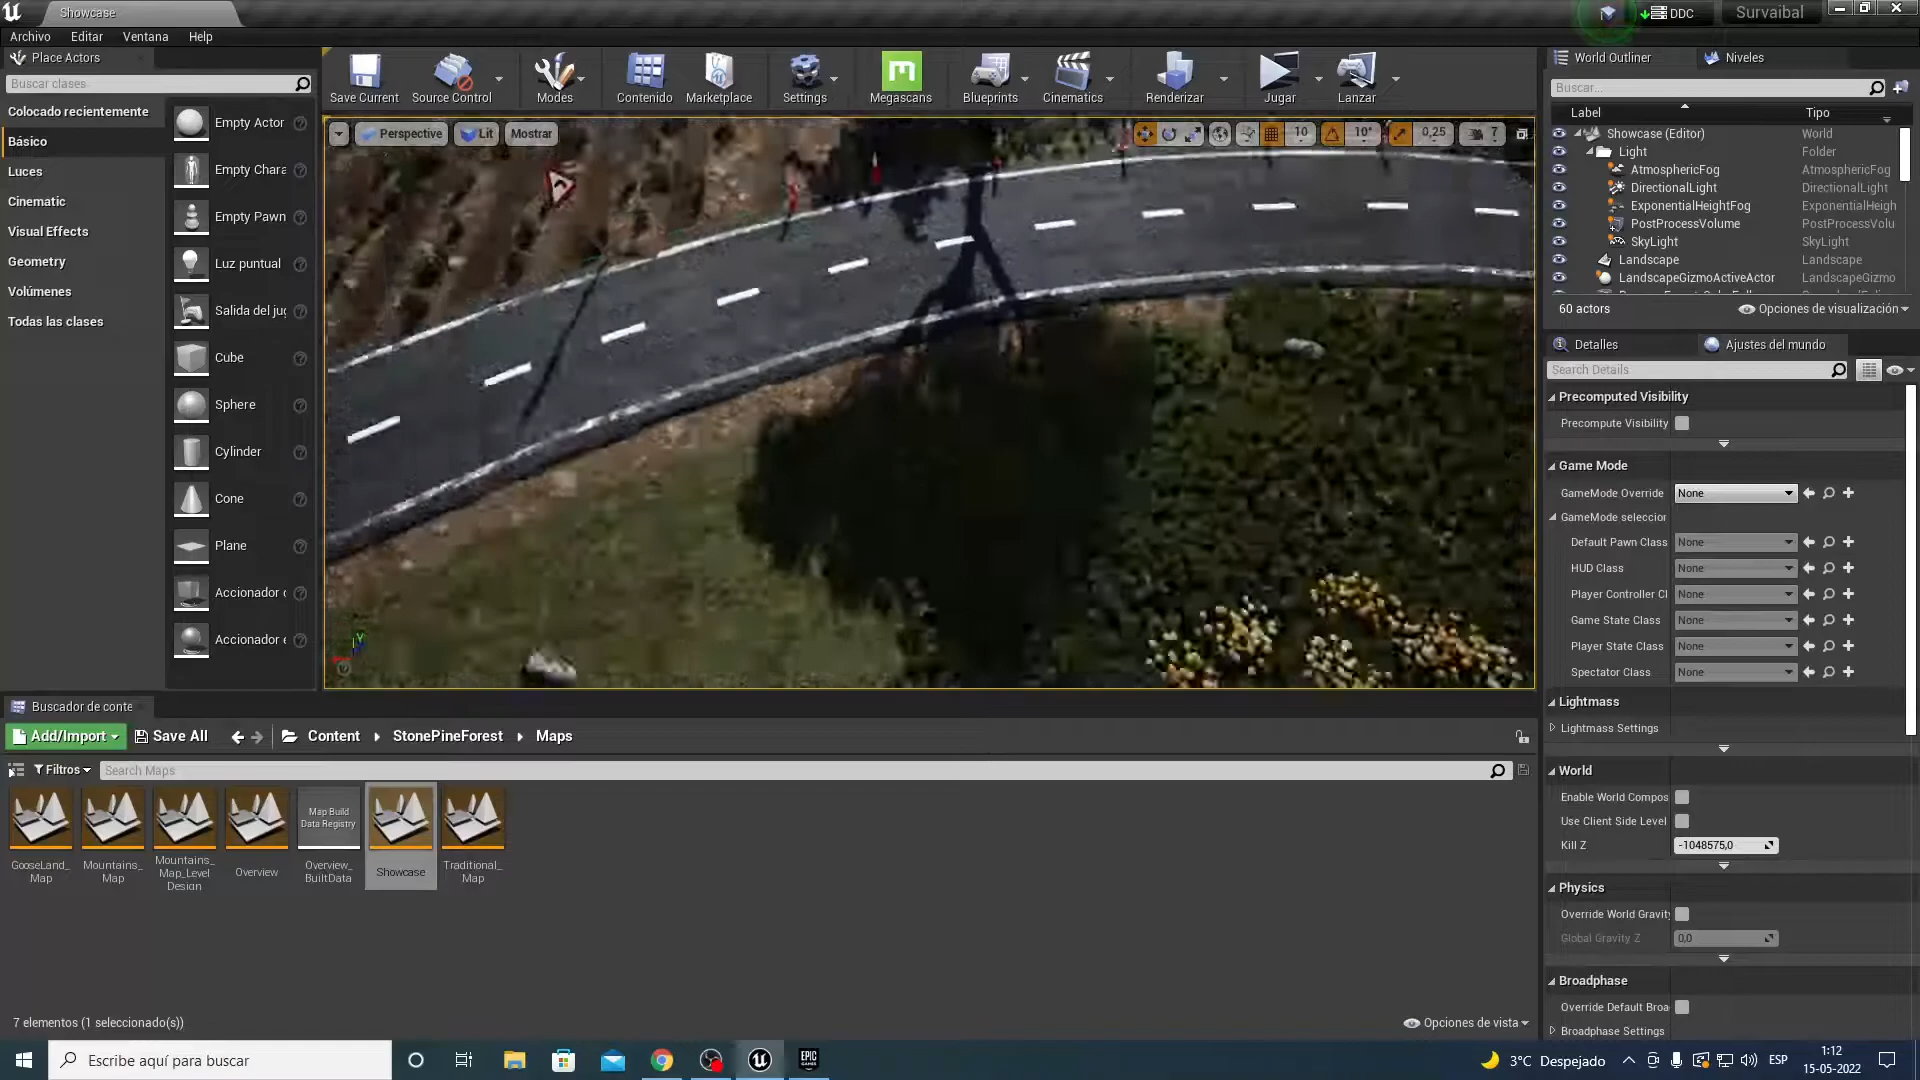 Showcase
DDC
Survaibal
Archivo
Editar
Ventana
Help
Place Actors
Buscar clases
Colocado recientemente
Básico
Luces
Cinematic
Visual Effects
Geometry
Volúmenes
Todas las clases
Empty Actor
Empty Chara
Empty Pawn
Luz puntual
Salida del jug
Cube
Sphere
Cylinder
Cone
Plane
Accionador c
Accionador e
Save Current
Source Control
Modes
Contenido
Marketplace
Settings
Megascans
Blueprints
Cinematics
Renderizar
Jugar
Lanzar
Perspective
Lit
Mostrar
10
10°
0,25
7
World Outliner
Niveles
Buscar...
Label
Tipo
Showcase (Editor)
World
Light
Folder
AtmosphericFog
AtmosphericFog
DirectionalLight
DirectionalLight
ExponentialHeightFog
ExponentialHeigh
PostProcessVolume
PostProcessVolu
SkyLight
SkyLight
Landscape
Landscape
LandscapeGizmoActiveActor
LandscapeGizmo
60 actors
Opciones de visualización
Detalles
Ajustes del mundo
Search Details
Precomputed Visibility
Precompute Visibility
Game Mode
GameMode Override
None
GameMode seleccior
Default Pawn Class
None
HUD Class
None
Player Controller Cl
None
Game State Class
None
Player State Class
None
Spectator Class
None
Lightmass
Lightmass Settings
World
Enable World Compos
Use Client Side Level
Kill Z
-1048575,0
Physics
Override World Gravity
Global Gravity Z
0,0
Broadphase
Override Default Broa
Broadphase Settings
Buscador de conte
Add/Import
Save All
Content
StonePineForest
Maps
Filtros
Search Maps
GooseLand_
Map
Mountains_
Map
Mountains_
Map_Level
Design
Overview
Map Build
Data Registry
Overview_
BuiltData
Showcase
Traditional_
Map
7 elementos (1 seleccionado(s))
Opciones de vista
Escribe aquí para buscar
EPIC
GAMES
3°C Despejado
ESP
1:12
15-05-2022